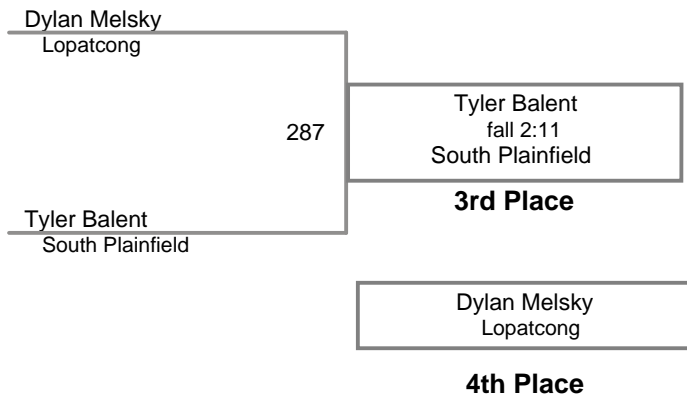 Dylan Melsky
Lopatcong
287
Tyler Balent
fall 2:11
South Plainfield
3rd Place
Tyler Balent
South Plainfield
Dylan Melsky
Lopatcong
4th Place